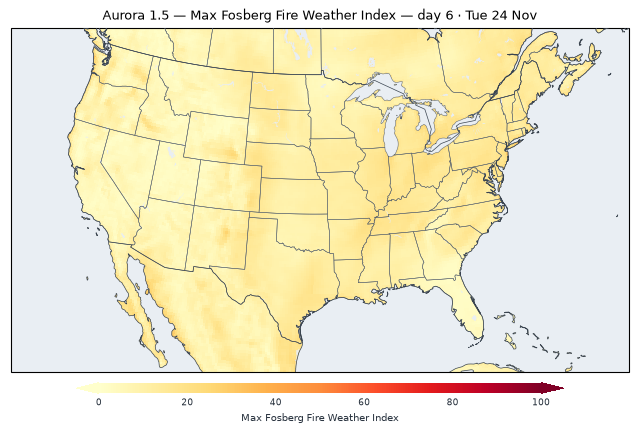 Aurora 1.5 — Max Fosberg Fire Weather Index — day 6 · Tue 24 Nov
0 20 40 60 80 100
Max Fosberg Fire Weather Index